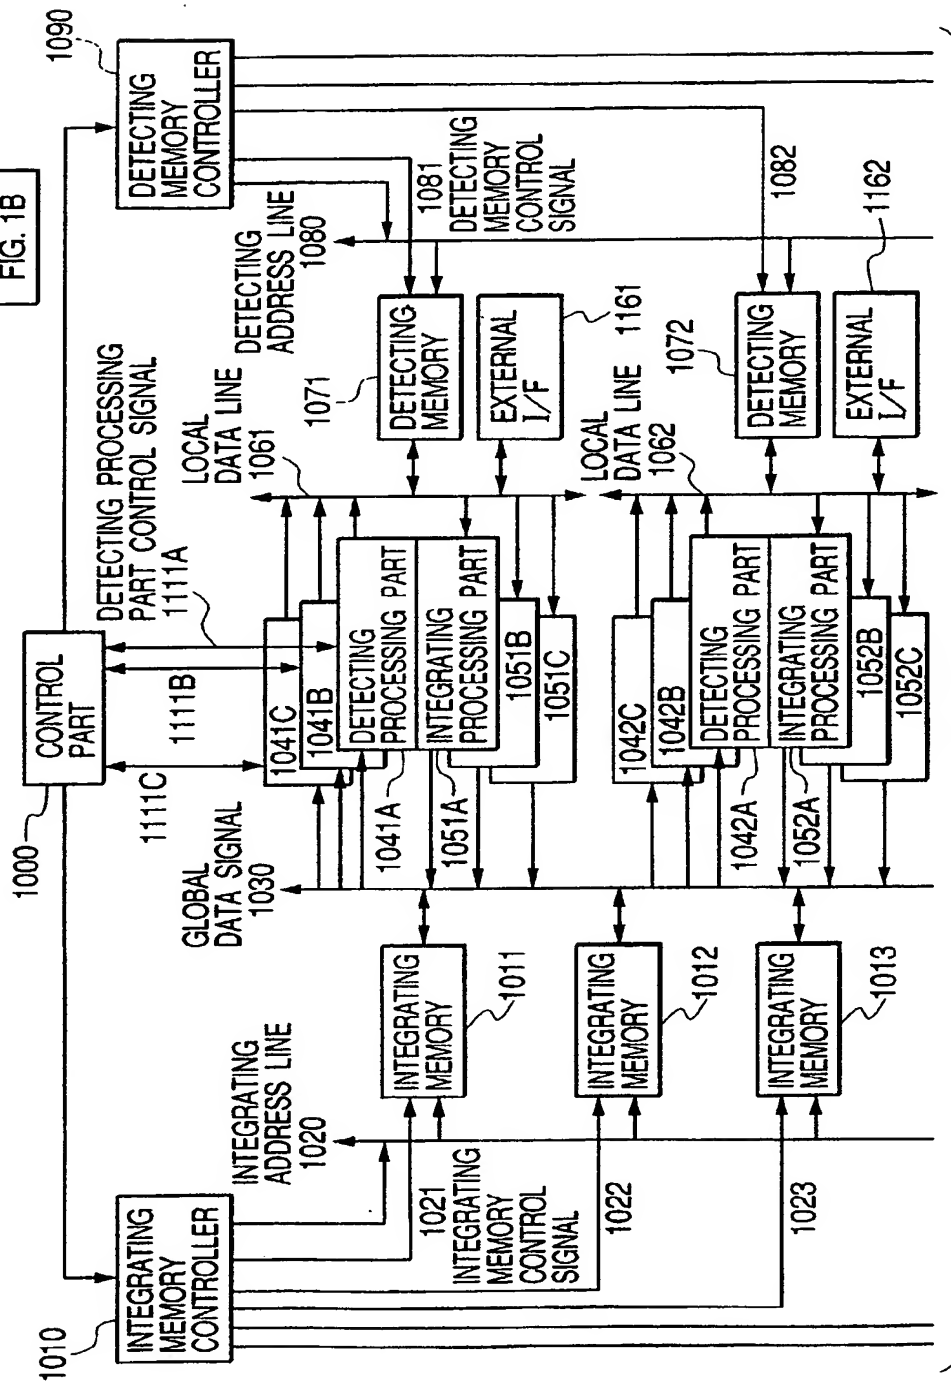 FIG. 1B
1000
CONTROL
PART
1010
INTEGRATING
MEMORY
CONTROLLER
1090
DETECTING
MEMORY
CONTROLLER
DETECTING PROCESSING
PART CONTROL SIGNAL
1111A
1111B
1111C
INTEGRATING
ADDRESS LINE
1020
GLOBAL
DATA SIGNAL
1030
LOCAL
DATA LINE
1061
DETECTING
ADDRESS LINE
1080
1021
INTEGRATING
MEMORY
CONTROL
SIGNAL
1022
1023
INTEGRATING
MEMORY
1011
INTEGRATING
MEMORY
1012
INTEGRATING
MEMORY
1013
1041C
1041B
DETECTING
PROCESSING PART
INTEGRATING
PROCESSING PART
1041A
1051A
1051B
1051C
1071
DETECTING
MEMORY
EXTERNAL
I/F
1161
1081
DETECTING
MEMORY
CONTROL
SIGNAL
1082
LOCAL
DATA LINE
1062
1042C
1042B
DETECTING
PROCESSING PART
INTEGRATING
PROCESSING PART
1042A
1052A
1052B
1052C
1072
DETECTING
MEMORY
EXTERNAL
I/F
1162